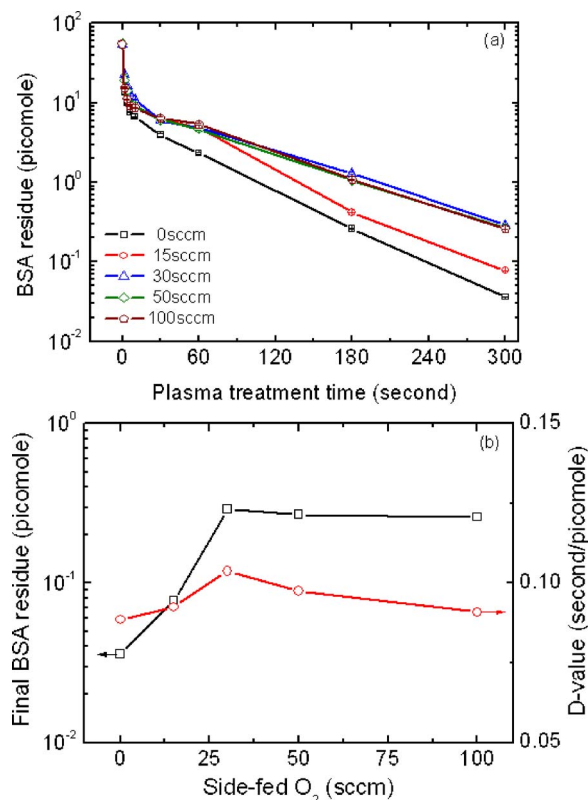 (a)
10^2
10^1
10^0
10^-1
10^-2
BSA residue (picomole)
0sccm
15sccm
30sccm
50sccm
100sccm
0 60 120 180 240 300
Plasma treatment time (second)
(b)
10^0
10^-1
10^-2
Final BSA residue (picomole)
0.15
0.10
0.05
D-value (second/picomole)
0 25 50 75 100
Side-fed O_2 (sccm)